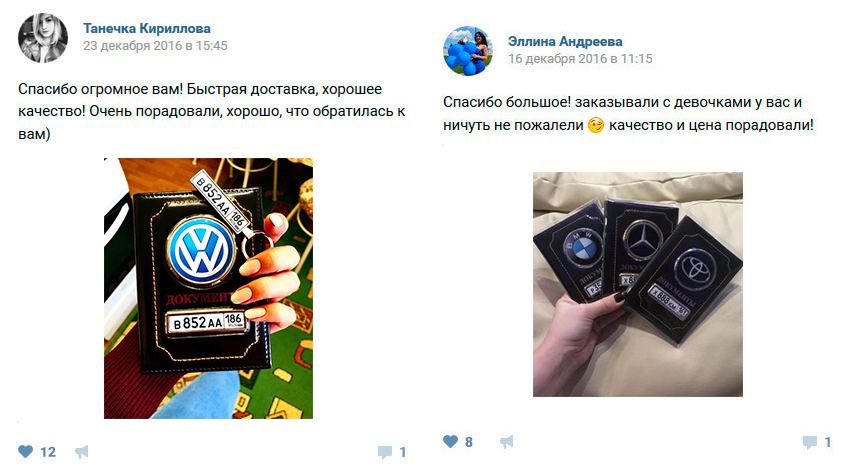 Танечка Кириллова
23 декабря 2016 в 15:45
Спасибо огромное вам! Быстрая доставка, хорошее
качество! Очень порадовали, хорошо, что обратилась к
вам)
В 852 АА 186
ДОКУМЕНТЫ
В 852 АА 186
12
1
Эллина Андреева
16 декабря 2016 в 11:15
Спасибо большое! заказывали с девочками у вас и
ничуть не пожалели 😉 качество и цена порадовали!
BMW
ДОКУМЕНТЫ
8
1